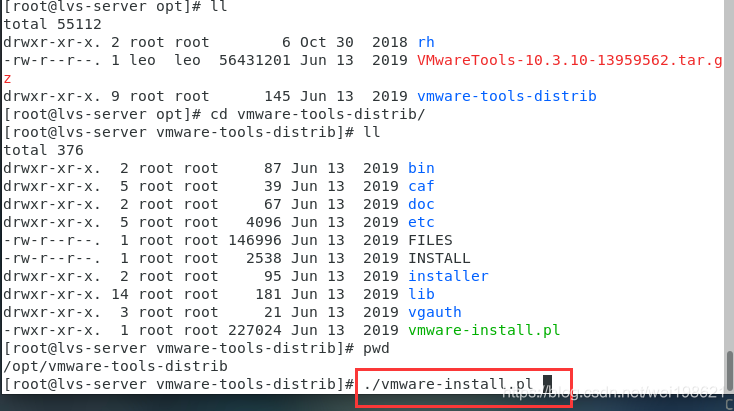 [root@lvs-server opt]# ll
total 55112
drwxr-xr-x. 2 root root        6 Oct 30  2018 rh
-rw-r--r--. 1 leo  leo  56431201 Jun 13  2019 VMwareTools-10.3.10-13959562.tar.g
z
drwxr-xr-x. 9 root root      145 Jun 13  2019 vmware-tools-distrib
[root@lvs-server opt]# cd vmware-tools-distrib/
[root@lvs-server vmware-tools-distrib]# ll
total 376
drwxr-xr-x.  2 root root     87 Jun 13  2019 bin
drwxr-xr-x.  5 root root     39 Jun 13  2019 caf
drwxr-xr-x.  2 root root     67 Jun 13  2019 doc
drwxr-xr-x.  5 root root   4096 Jun 13  2019 etc
-rw-r--r--.  1 root root 146996 Jun 13  2019 FILES
-rw-r--r--.  1 root root   2538 Jun 13  2019 INSTALL
drwxr-xr-x.  2 root root     95 Jun 13  2019 installer
drwxr-xr-x. 14 root root    181 Jun 13  2019 lib
drwxr-xr-x.  3 root root     21 Jun 13  2019 vgauth
-rwxr-xr-x.  1 root root 227024 Jun 13  2019 vmware-install.pl
[root@lvs-server vmware-tools-distrib]# pwd
/opt/vmware-tools-distrib
[root@lvs-server vmware-tools-distrib]# ./vmware-install.pl